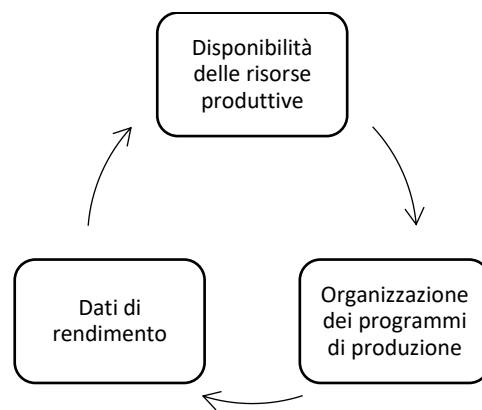 Disponibilità
delle risorse
produttive
Organizzazione
dei programmi
di produzione
Dati di
rendimento